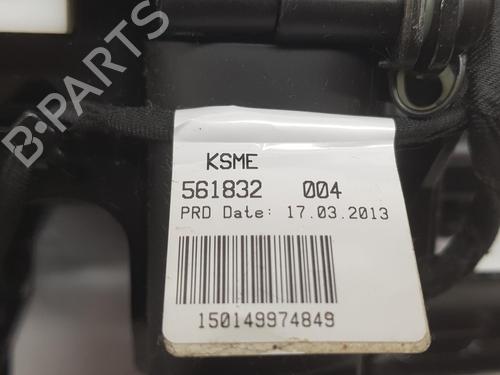 B-PARTS
KSME
561832 004
PRD Date: 17.03.2013
150149974849